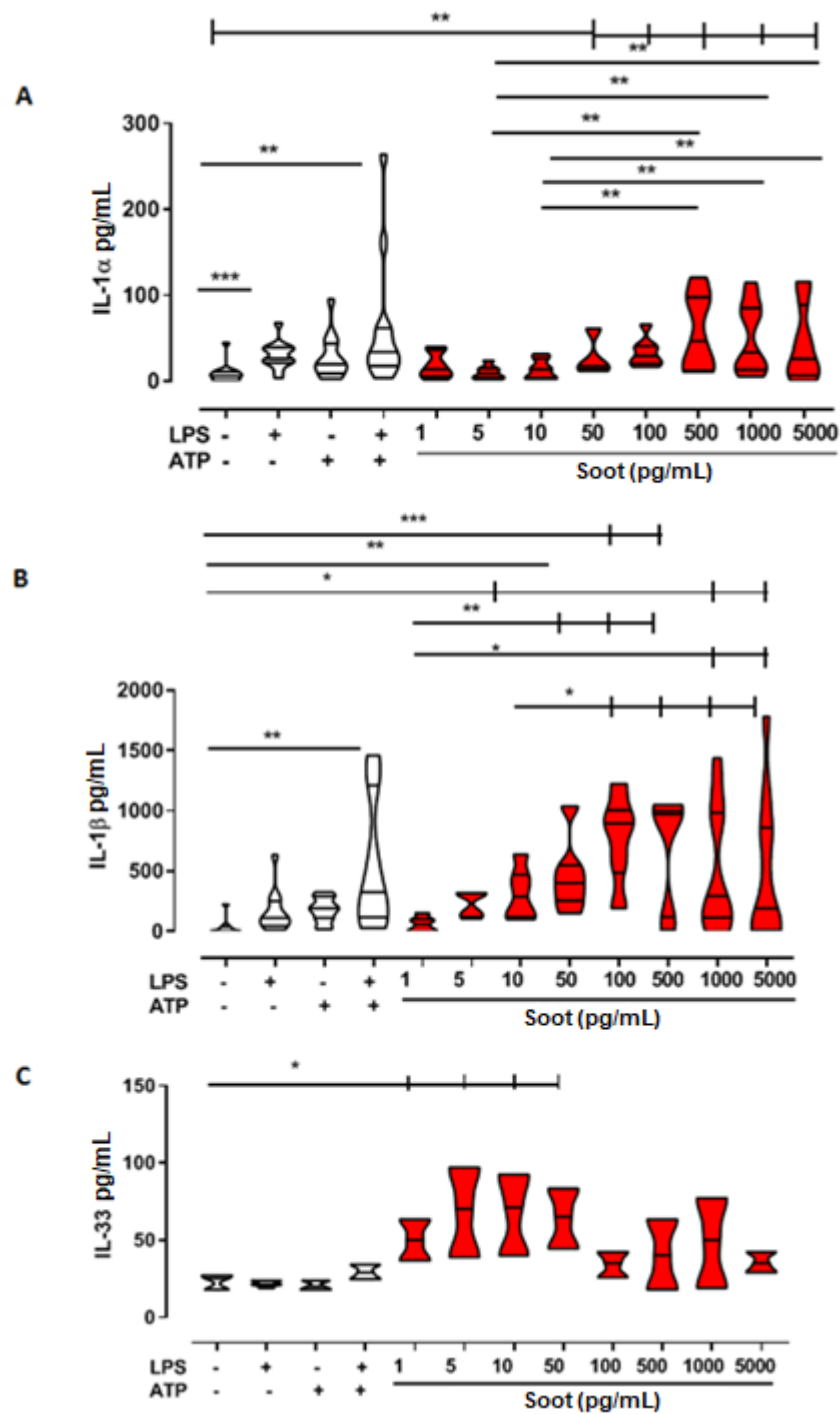 **
**
A
**
**
300
**
**
**
200
**
IL-1α pg/mL
***
100
0
LPS - + - + 1 5 10 50 100 500 1000 5000
ATP - - + +
Soot (pg/mL)
***
B
**
*
**
*
2000
*
**
1500
IL-1β pg/mL
1000
500
0
LPS - + - + 1 5 10 50 100 500 1000 5000
ATP - - + +
Soot (pg/mL)
C
*
150
100
IL-33 pg/mL
50
0
LPS - + - + 1 5 10 50 100 500 1000 5000
ATP - - + +
Soot (pg/mL)